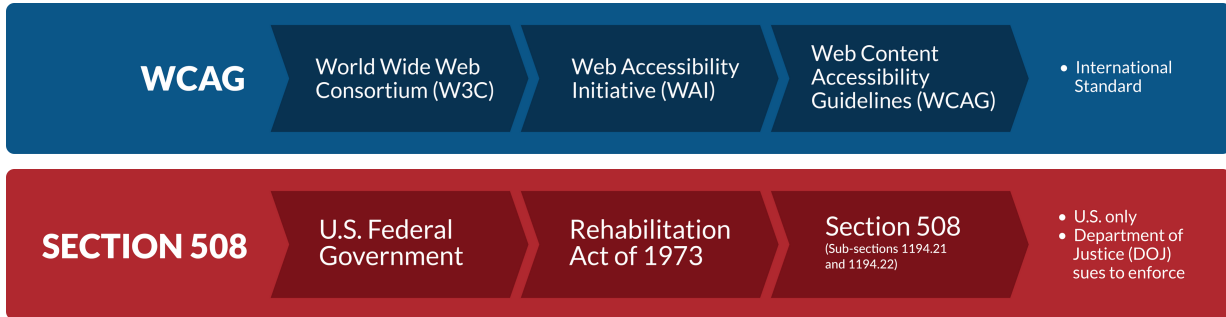 WCAG
World Wide Web
Consortium (W3C)
Web Accessibility
Initiative (WAI)
Web Content
Accessibility
Guidelines (WCAG)
• International
Standard
SECTION 508
U.S. Federal
Government
Rehabilitation
Act of 1973
Section 508
(Sub-sections 1194.21
and 1194.22)
• U.S. only
• Department of
Justice (DOJ)
sues to enforce